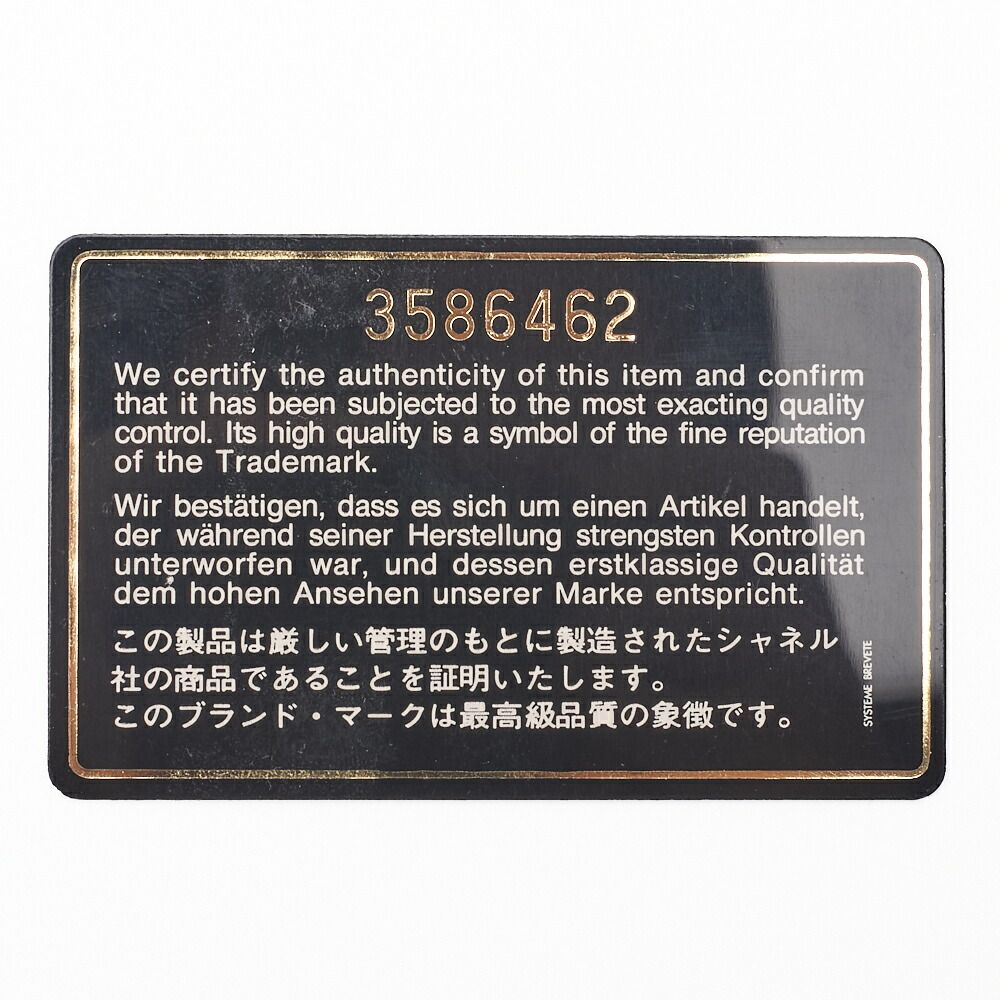 3586462
We certify the authenticity of this item and confirm
that it has been subjected to the most exacting quality
control. Its high quality is a symbol of the fine reputation
of the Trademark.
Wir bestätigen, dass es sich um einen Artikel handelt,
der während seiner Herstellung strengsten Kontrollen
unterworfen war, und dessen erstklassige Qualität
dem hohen Ansehen unserer Marke entspricht.
この製品は厳しい管理のもとに製造されたシャネル
社の商品であることを証明いたします。
このブランド・マークは最高級品質の象徴です。
SYSTEME BREVETE